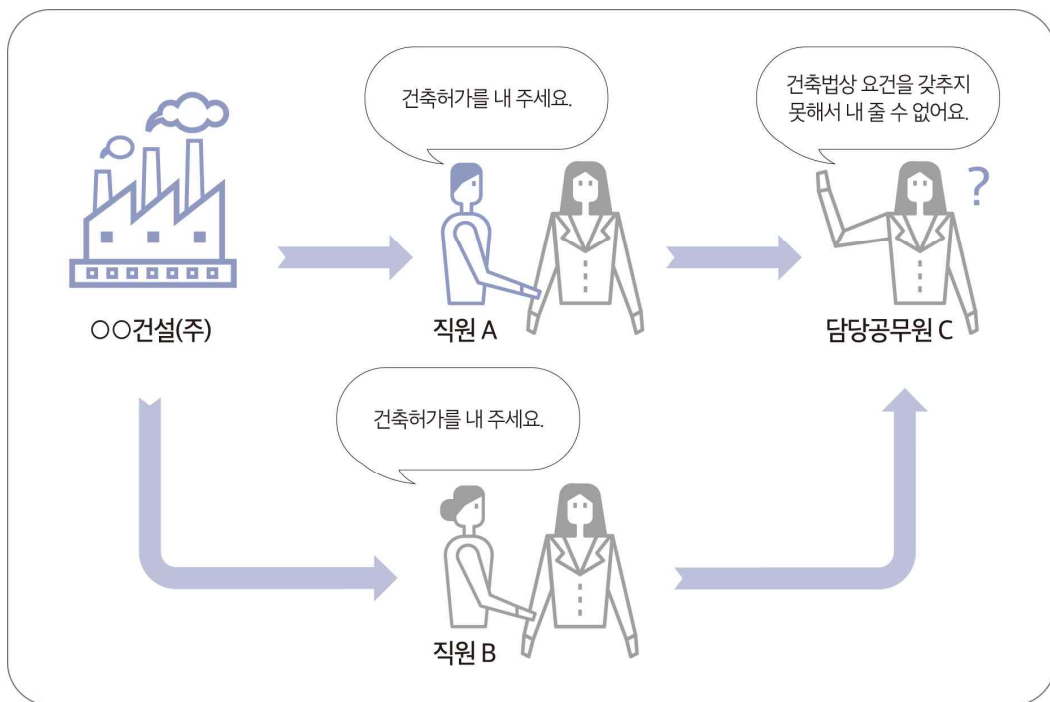 건축허가를 내 주세요.
건축법상 요건을 갖추지
못해서 내 줄 수 없어요.
?
○○건설(주)
직원 A
담당공무원 C
건축허가를 내 주세요.
직원 B